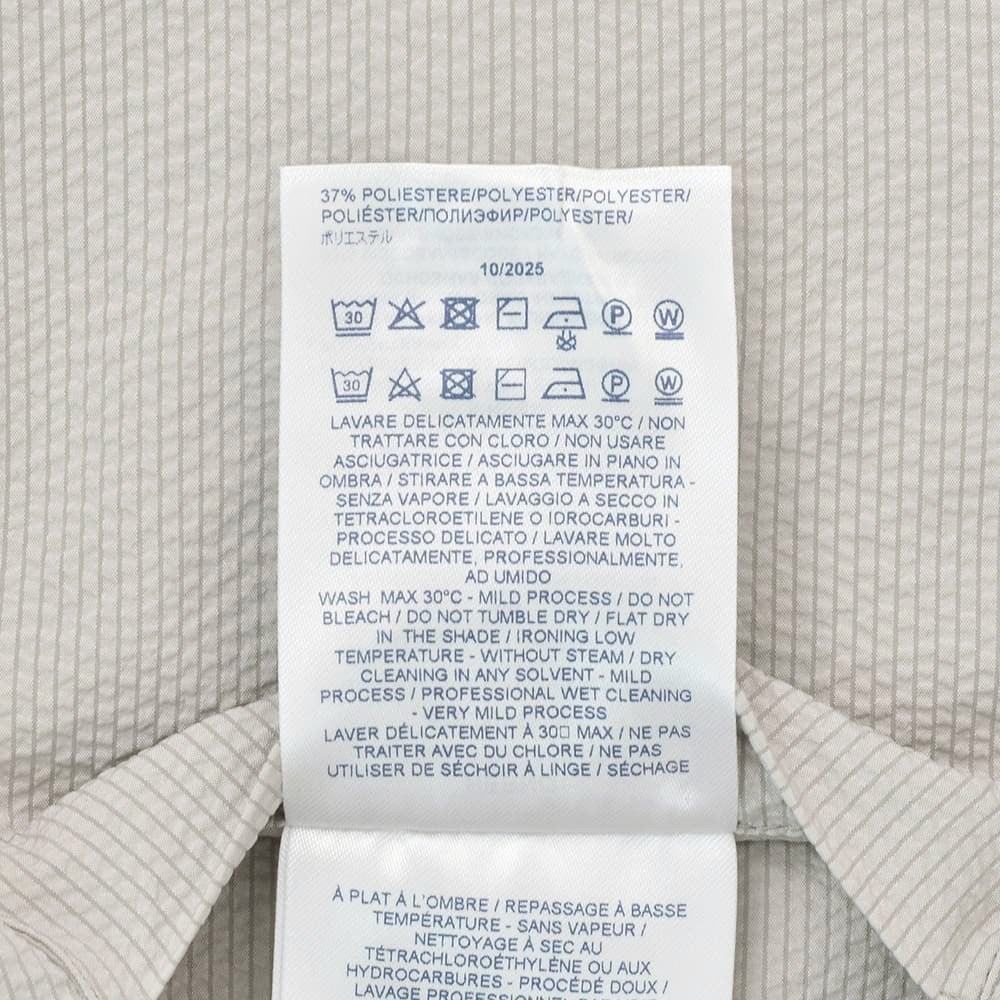 37% POLIESTERE/POLYESTER/POLYESTER/
POLIÉSTER/ПОЛИЭФИР/POLYESTER/
ポリエステル
10/2025
30 P W
30 P W
LAVARE DELICATAMENTE MAX 30°C / NON
TRATTARE CON CLORO / NON USARE
ASCIUGATRICE / ASCIUGARE IN PIANO IN
OMBRA / STIRARE A BASSA TEMPERATURA -
SENZA VAPORE / LAVAGGIO A SECCO IN
TETRACLOROETILENE O IDROCARBURI -
PROCESSO DELICATO / LAVARE MOLTO
DELICATAMENTE, PROFESSIONALMENTE,
AD UMIDO
WASH MAX 30°C - MILD PROCESS / DO NOT
BLEACH / DO NOT TUMBLE DRY / FLAT DRY
IN THE SHADE / IRONING LOW
TEMPERATURE - WITHOUT STEAM / DRY
CLEANING IN ANY SOLVENT - MILD
PROCESS / PROFESSIONAL WET CLEANING
- VERY MILD PROCESS
LAVER DÉLICATEMENT À 30□ MAX / NE PAS
TRAITER AVEC DU CHLORE / NE PAS
UTILISER DE SÉCHOIR À LINGE / SÉCHAGE
À PLAT À L'OMBRE / REPASSAGE À BASSE
TEMPÉRATURE - SANS VAPEUR /
NETTOYAGE À SEC AU
TÉTRACHLOROÉTHYLÈNE OU AUX
HYDROCARBURES - PROCÉDÉ DOUX /
LAVAGE